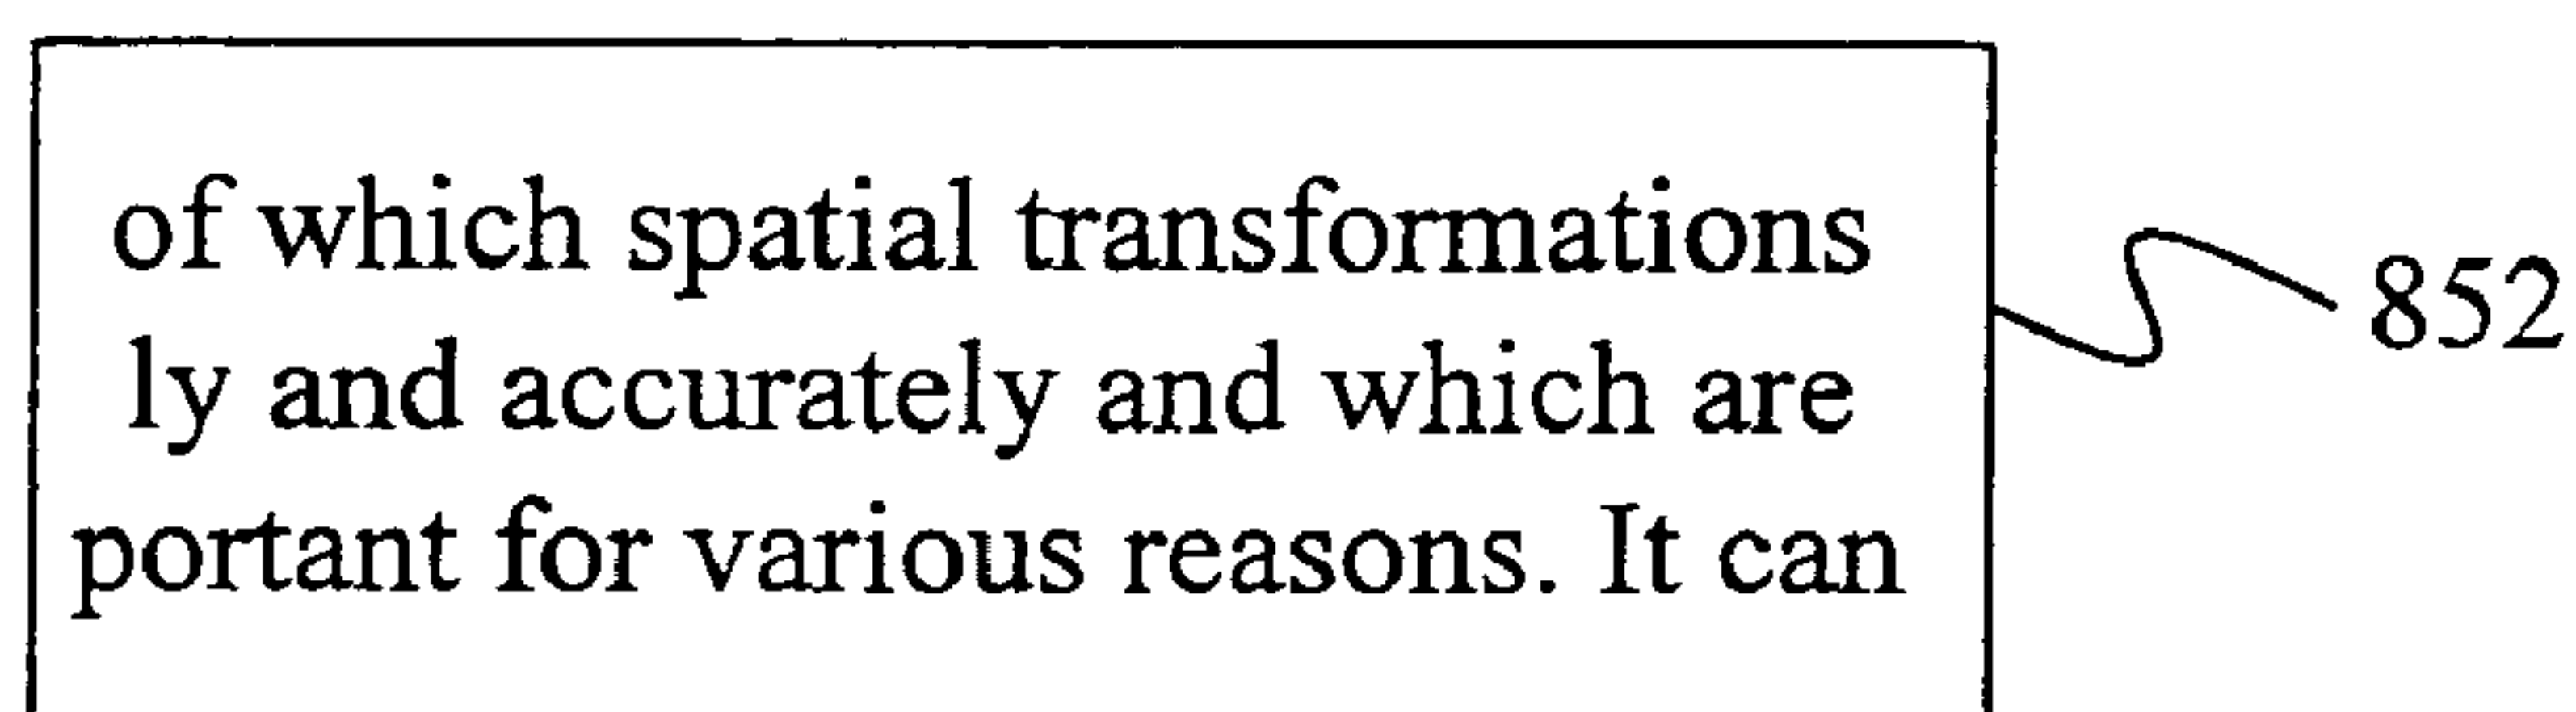 of which spatial transformations
ly and accurately and which are
portant for various reasons. It can
852